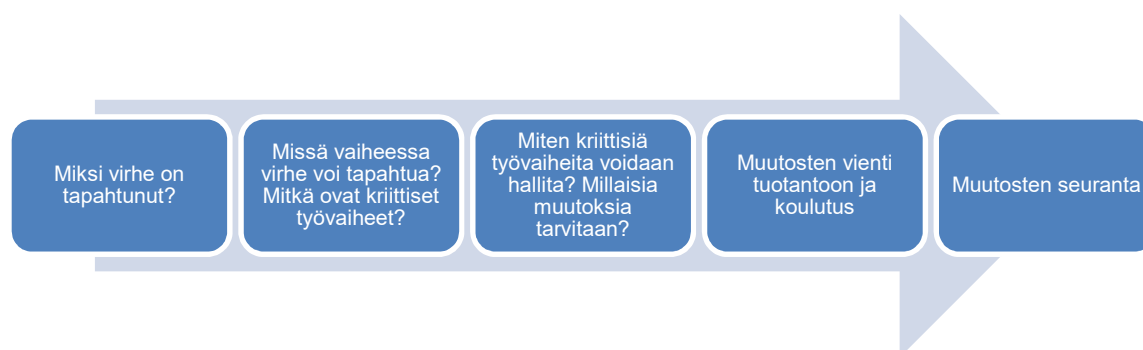 Miksi virhe on
tapahtunut?
Missä vaiheessa
virhe voi tapahtua?
Mitkä ovat kriittiset
työvaiheet?
Miten kriittisiä
työvaiheita voidaan
hallita? Millaisia
muutoksia
tarvitaan?
Muutosten vienti
tuotantoon ja
koulutus
Muutosten seuranta